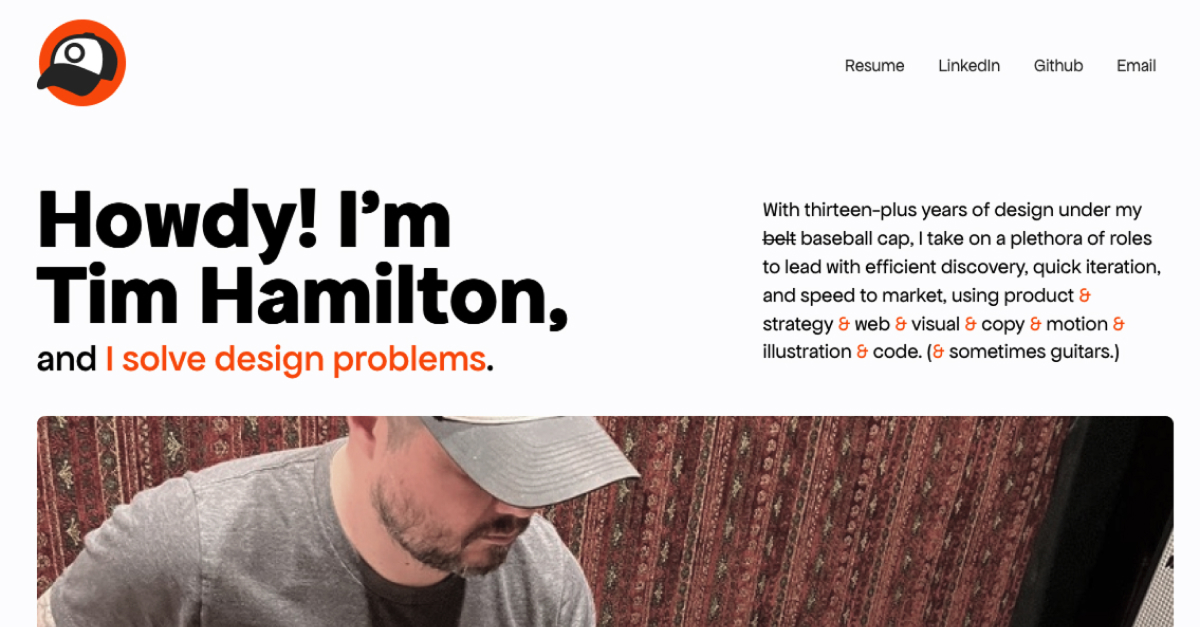 Resume LinkedIn Github Email
Howdy! I’m
Tim Hamilton,
and I solve design problems.
With thirteen-plus years of design under my
belt baseball cap, I take on a plethora of roles
to lead with efficient discovery, quick iteration,
and speed to market, using product &
strategy & web & visual & copy & motion &
illustration & code. (& sometimes guitars.)